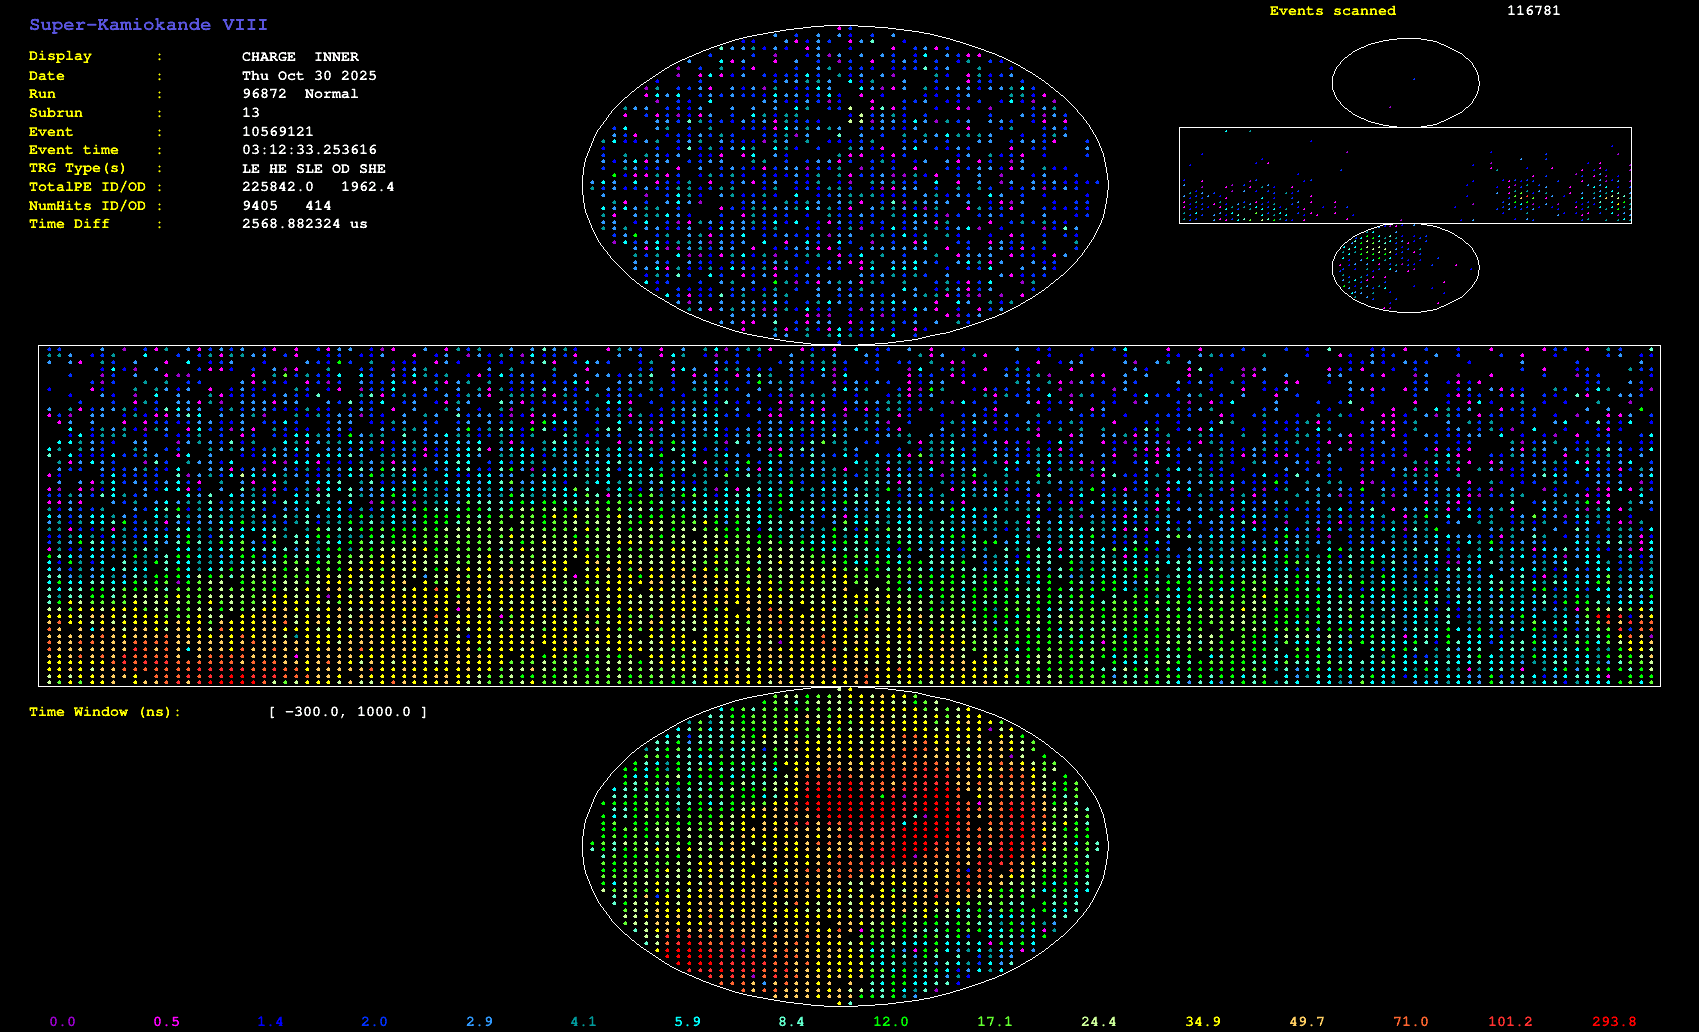 Super-Kamiokande VIII
Events scanned 116781
Display : CHARGE INNER
Date : Thu Oct 30 2025
Run : 96872 Normal
Subrun : 13
Event : 10569121
Event time : 03:12:33.253616
TRG Type(s) : LE HE SLE OD SHE
TotalPE ID/OD : 225842.0 1962.4
NumHits ID/OD : 9405 414
Time Diff : 2568.882324 us
Time Window (ns): [ -300.0, 1000.0 ]
0.0 0.5 1.4 2.0 2.9 4.1 5.9 8.4 12.0 17.1 24.4 34.9 49.7 71.0 101.2 293.8